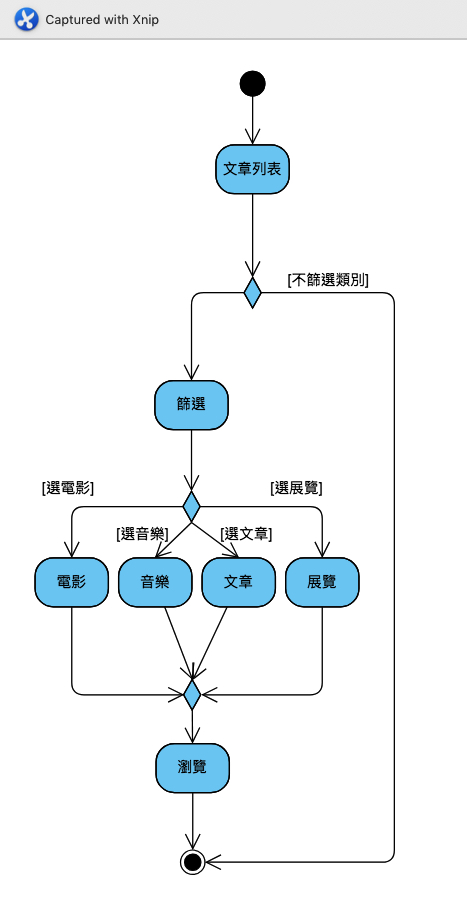 Captured with Xnip
文章列表
[不篩選類別]
篩選
[選電影]
[選展覽]
[選音樂]
[選文章]
電影
音樂
文章
展覽
瀏覽